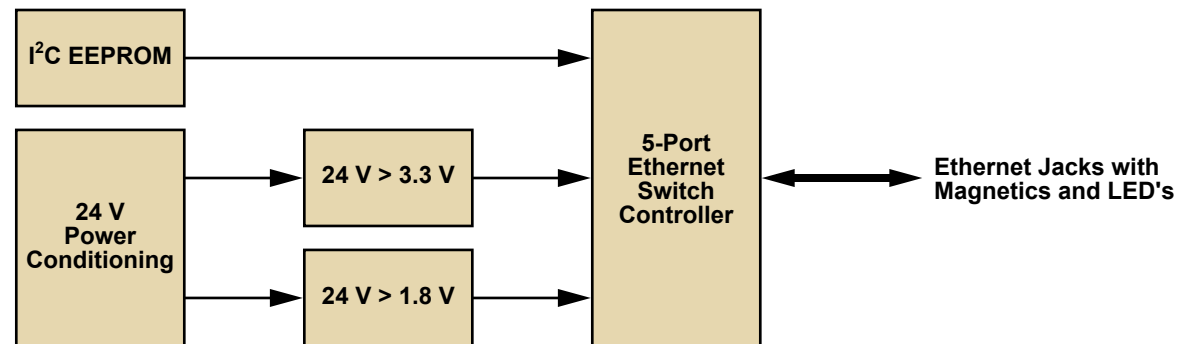 I²C EEPROM
24 V
Power
Conditioning
24 V > 3.3 V
24 V > 1.8 V
5-Port
Ethernet
Switch
Controller
Ethernet Jacks with
Magnetics and LED's